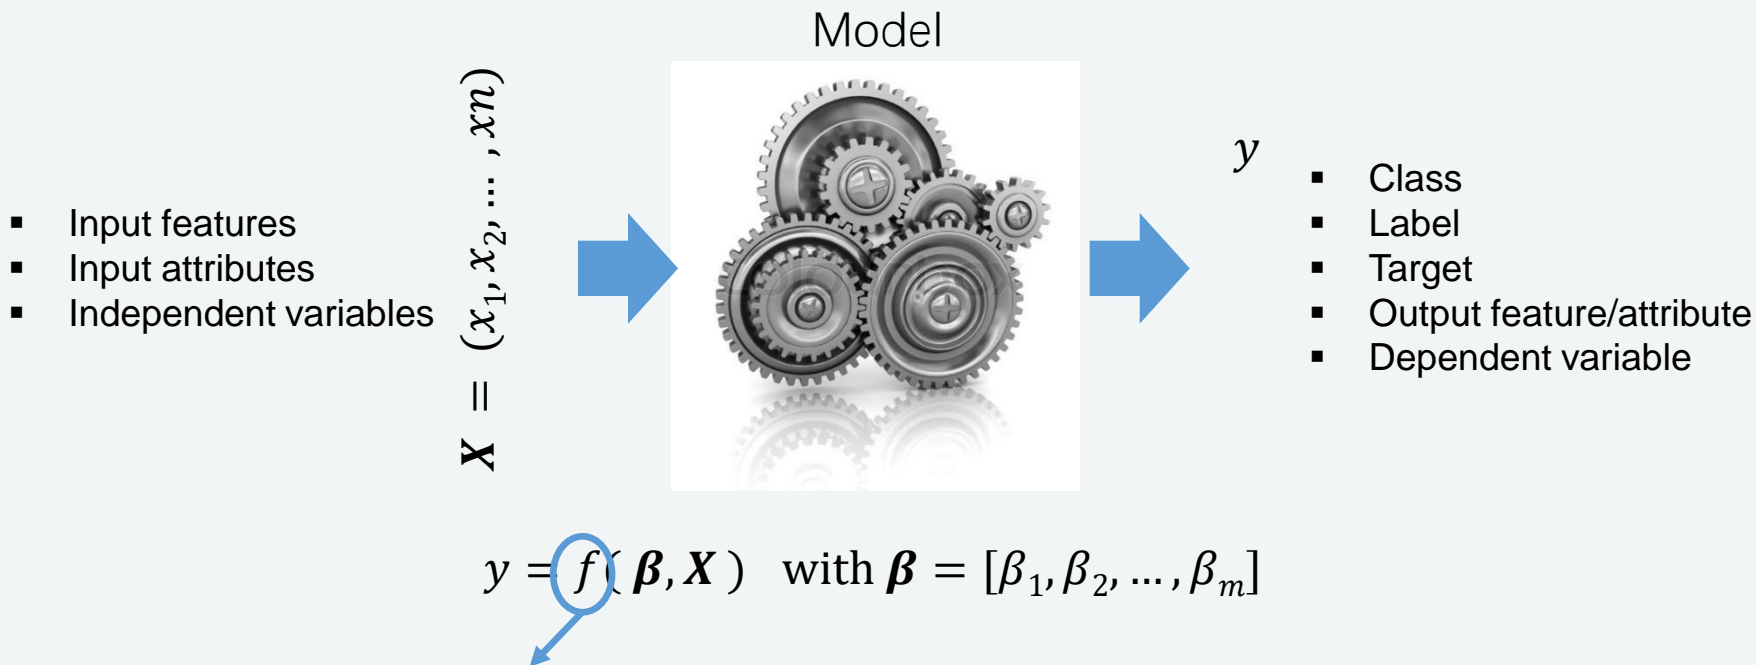 Model
▪ Input features
▪ Input attributes
▪ Independent variables
𝑿 = (𝑥₁, 𝑥₂, … , 𝑥𝑛)
𝑦
▪ Class
▪ Label
▪ Target
▪ Output feature/attribute
▪ Dependent variable
𝑦 = 𝑓( 𝜷, 𝑿 ) with 𝜷 = [𝛽₁, 𝛽₂, … , 𝛽ₘ]